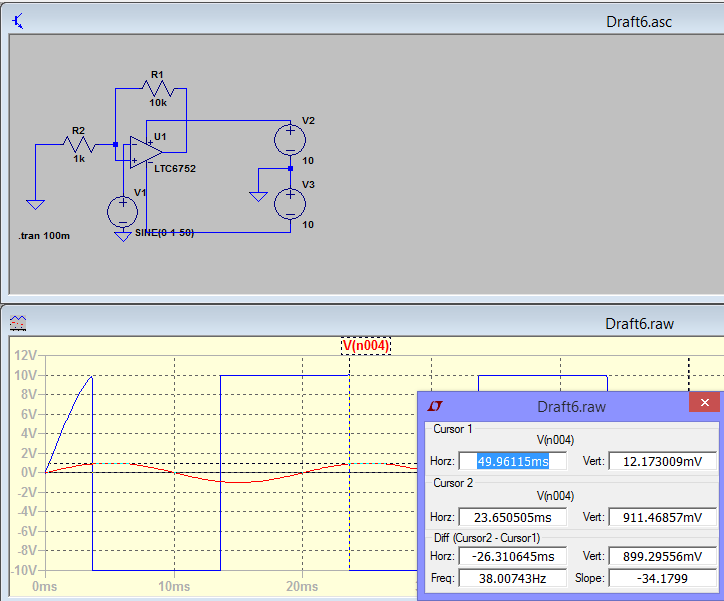 Draft6.asc
R1
10k
R2
1k
U1
LTC6752
V2
10
V3
10
V1
SINE(0 1 50)
.tran 100m
Draft6.raw
V(n004)
12V
10V
8V
6V
4V
2V
0V
-2V
-4V
-6V
-8V
-10V
0ms
10ms
20ms
Draft6.raw
Cursor 1
V(n004)
Horz: 49.96115ms Vert: 12.173009mV
Cursor 2
V(n004)
Horz: 23.650505ms Vert: 911.46857mV
Diff (Cursor2 - Cursor1)
Horz: -26.310645ms Vert: 899.29556mV
Freq: 38.00743Hz Slope: -34.1799